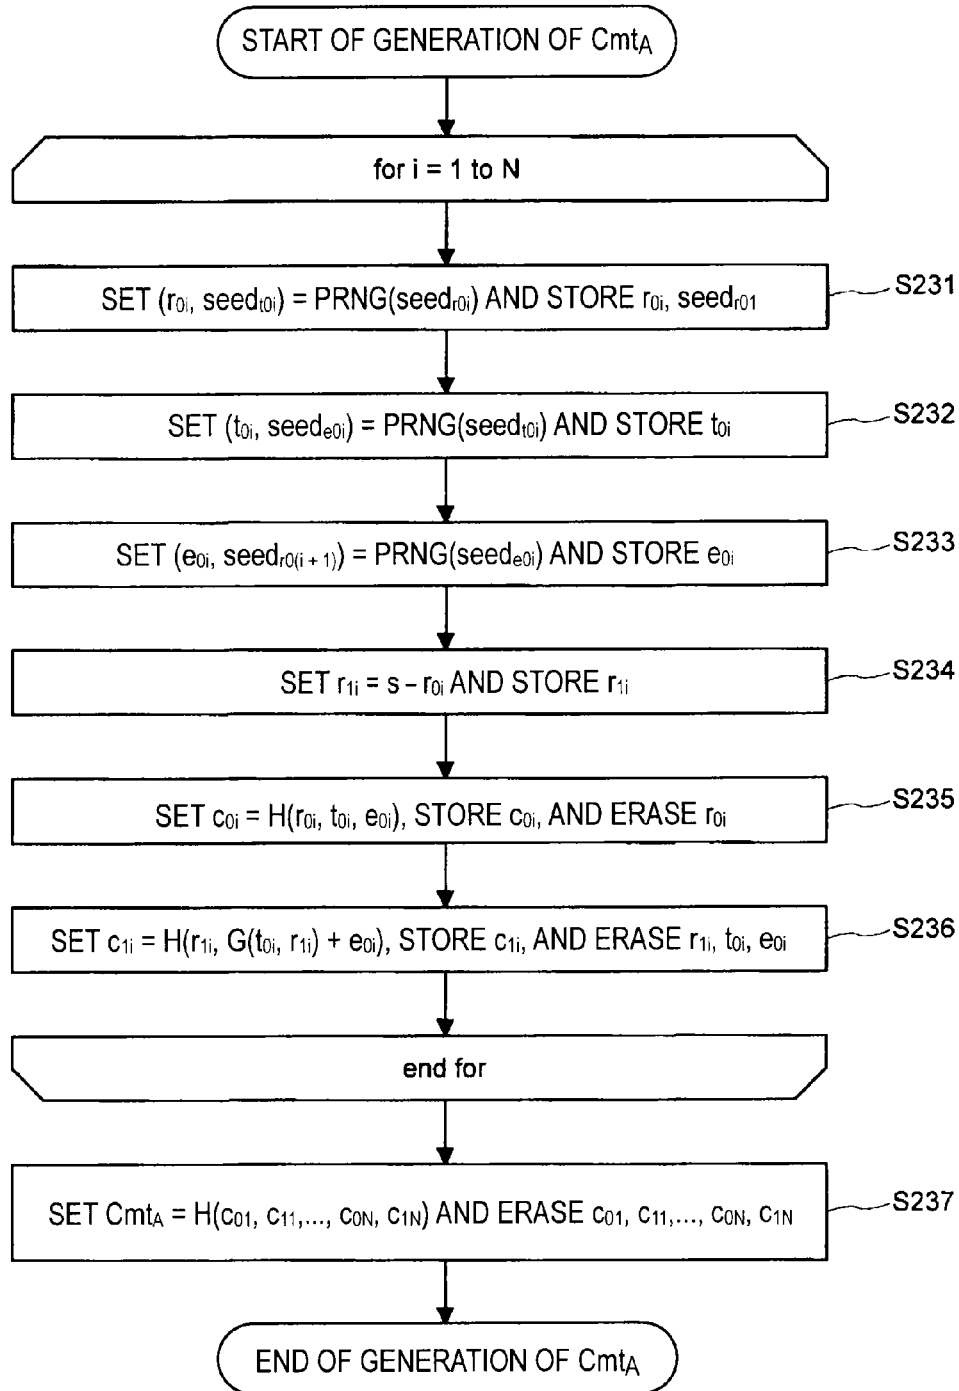 START OF GENERATION OF CmtA
for i = 1 to N
SET (r0i, seedt0i) = PRNG(seedr0i) AND STORE r0i, seedr01
S231
SET (t0i, seede0i) = PRNG(seedt0i) AND STORE t0i
S232
SET (e0i, seedr0(i + 1)) = PRNG(seede0i) AND STORE e0i
S233
SET r1i = s – r0i AND STORE r1i
S234
SET c0i = H(r0i, t0i, e0i), STORE c0i, AND ERASE r0i
S235
SET c1i = H(r1i, G(t0i, r1i) + e0i), STORE c1i, AND ERASE r1i, t0i, e0i
S236
end for
SET CmtA = H(c01, c11,..., c0N, c1N) AND ERASE c01, c11,..., c0N, c1N
S237
END OF GENERATION OF CmtA